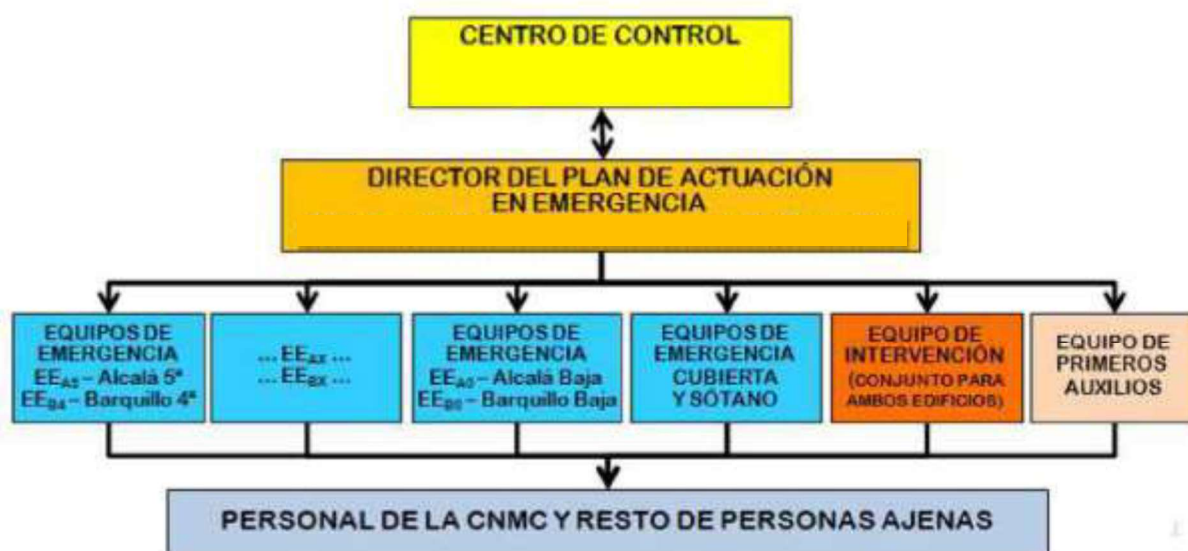 CENTRO DE CONTROL
DIRECTOR DEL PLAN DE ACTUACIÓN
EN EMERGENCIA
EQUIPOS DE
EMERGENCIA
EEA5 – Alcalá 5ª
EEB4 – Barquillo 4ª
... EEAX ...
... EEBX ...
EQUIPOS DE
EMERGENCIA
EEA0 – Alcalá Baja
EEB0 – Barquillo Baja
EQUIPOS DE
EMERGENCIA
CUBIERTA
Y SÓTANO
EQUIPO DE
INTERVENCIÓN
(CONJUNTO PARA
AMBOS EDIFICIOS)
EQUIPO DE
PRIMEROS
AUXILIOS
PERSONAL DE LA CNMC Y RESTO DE PERSONAS AJENAS